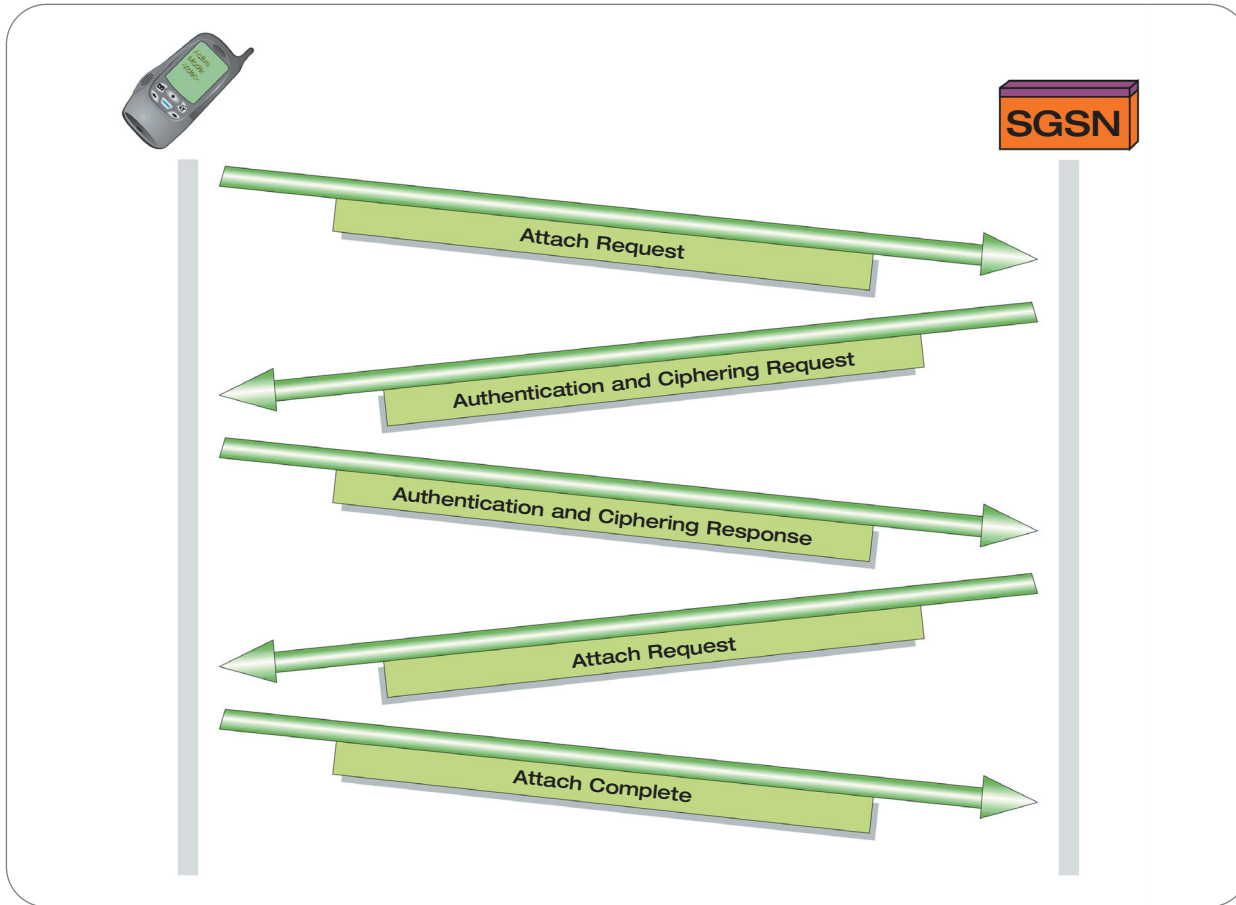 SGSN
Attach Request
Authentication and Ciphering Request
Authentication and Ciphering Response
Attach Request
Attach Complete